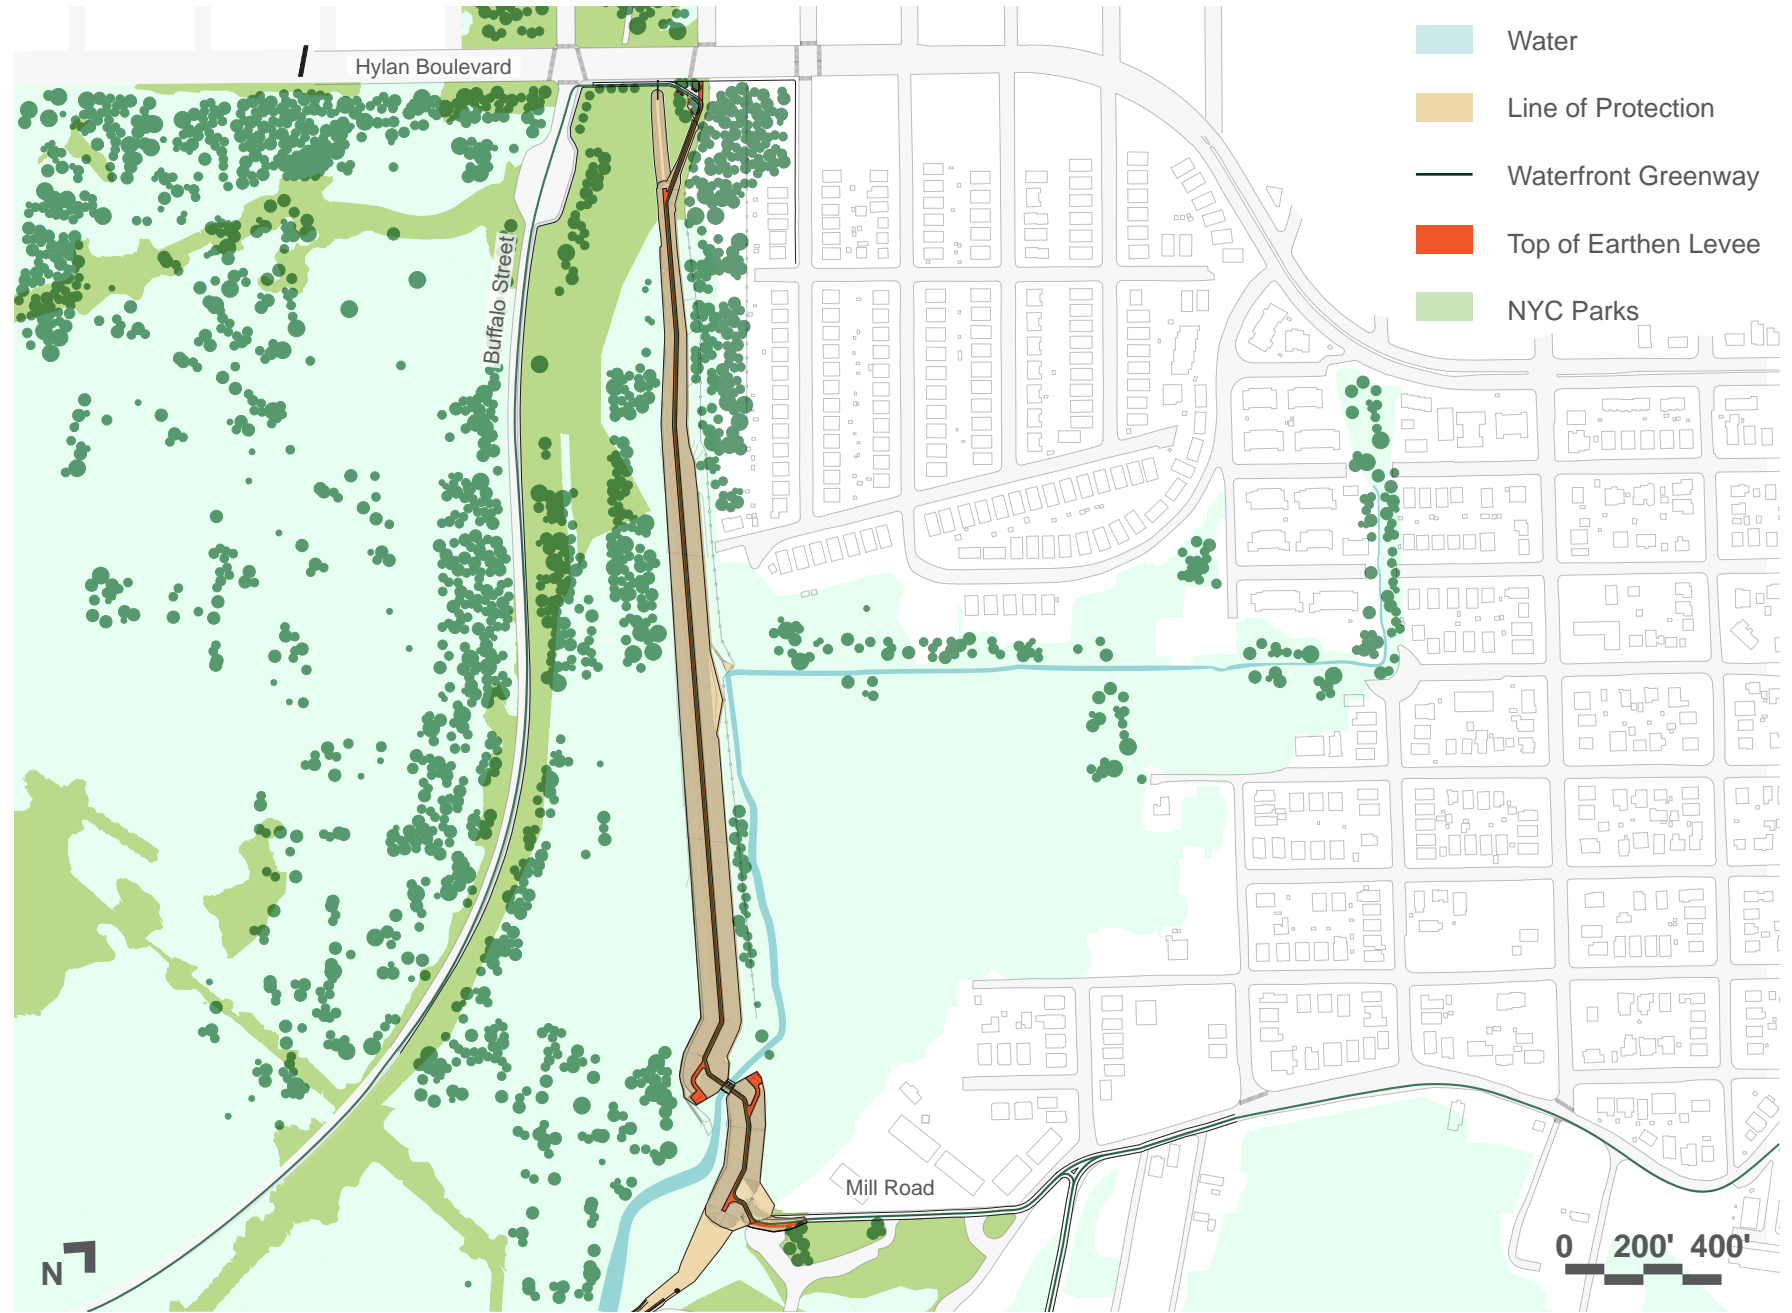 Hylan Boulevard
Buffalo Street
Mill Road
Water
Line of Protection
Waterfront Greenway
Top of Earthen Levee
NYC Parks
N
0 200' 400'